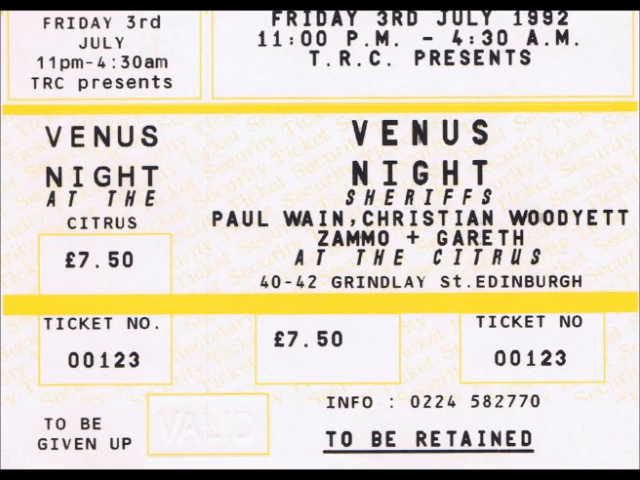 FRIDAY 3rd
JULY
11pm-4:30am
TRC presents
FRIDAY 3RD JULY 1992
11:00 P.M. - 4:30 A.M.
T.R.C. PRESENTS
VENUS
NIGHT
AT THE
CITRUS
£7.50
VENUS
NIGHT
SHERIFFS
PAUL WAIN,CHRISTIAN WOODYETT
ZAMMO + GARETH
AT THE CITRUS
40-42 GRINDLAY St.EDINBURGH
TICKET NO.
00123
£7.50
TICKET NO
00123
TO BE
GIVEN UP
VALID
INFO : 0224 582770
TO BE RETAINED